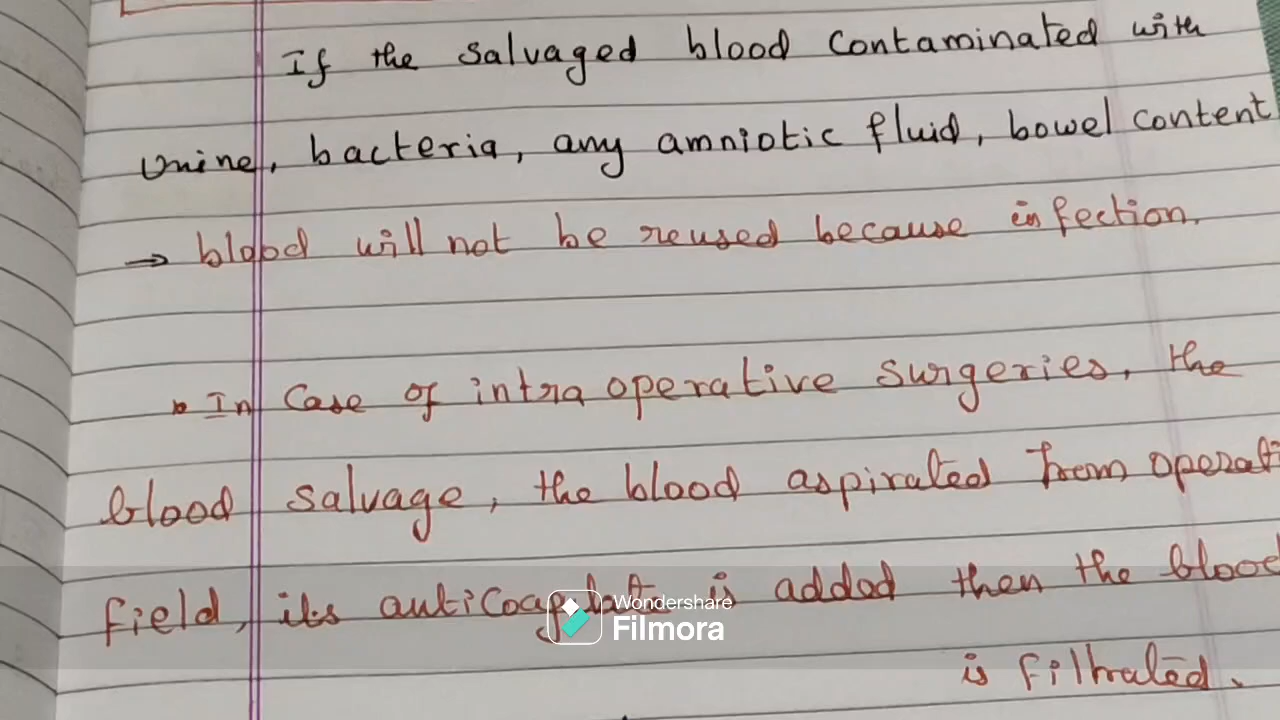 If the salvaged blood contaminated with
Urine, bacteria, any amniotic fluid, bowel content
→ blood will not be reused because infection.
In Case of intra operative surgeries, the
blood salvage, the blood aspirated from operati
field, its is added then the blood
Wondershare
Filmora
is filtrated.